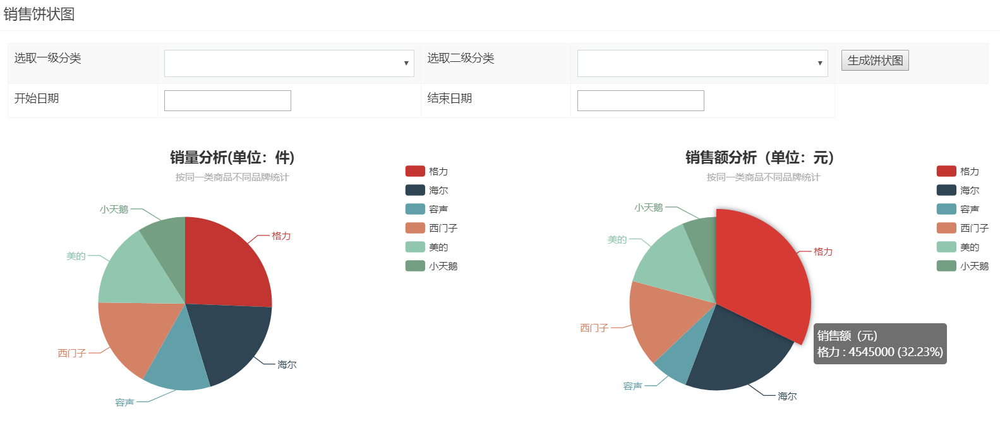 销售饼状图
选取一级分类
选取二级分类
生成饼状图
开始日期
结束日期
销量分析(单位：件)
按同一类商品不同品牌统计
格力
海尔
容声
西门子
美的
小天鹅
小天鹅
格力
美的
西门子
海尔
容声
销售额分析（单位：元）
按同一类商品不同品牌统计
格力
海尔
容声
西门子
美的
小天鹅
小天鹅
美的
格力
西门子
销售额（元）
格力 : 4545000 (32.23%)
容声
海尔